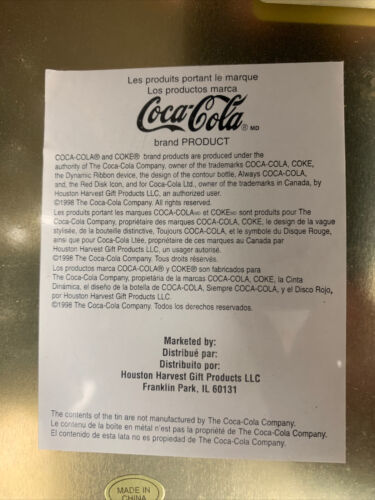 Les produits portant le marque
Los productos marca
Coca-Cola® MD
brand PRODUCT
COCA-COLA® and COKE® brand products are produced under the
authority of The Coca-Cola Company, owner of the trademarks COCA-COLA, COKE,
the Dynamic Ribbon device, the design of the contour bottle, Always COCA-COLA,
and, the Red Disk Icon, and for Coca-Cola Ltd., owner of the trademarks in Canada, by
Houston Harvest Gift Products LLC, an authorized user.
©1998 The Coca-Cola Company. All rights reserved.
Les produits portant les marques COCA-COLA MD et COKE MD sont produits pour The
Coca-Cola Company, propriétaire des marques COCA-COLA, COKE, le design de la vague
stylisée, de la bouteille distinctive, Toujours COCA-COLA, et le symbole du Disque Rouge,
ainsi que pour Coca-Cola Ltée, propriétaire de ces marques au Canada par
Houston Harvest Gift Products LLC, un usager autorisé.
©1998 The Coca-Cola Company. Tous droits réservés.
Los productos marca COCA-COLA® y COKE® son fabricados para
The Coca-Cola Company, propietaria de las marcas COCA-COLA, COKE, la Cinta
Dinámica, el diseño de la botella de COCA-COLA, Siempre COCA-COLA, y el Disco Rojo,
por Houston Harvest Gift Products LLC.
©1998 The Coca-Cola Company. Todos los derechos reservados.
Marketed by:
Distribué par:
Distribuito por:
Houston Harvest Gift Products LLC
Franklin Park, IL 60131
The contents of the tin are not manufactured by The Coca-Cola Company.
Le contenu de la boite en métal n'est pas la propriété de The Coca-Cola Company.
El contenido de esta lata no es propiedad de The Coca-Cola Company.
MADE IN
CHINA